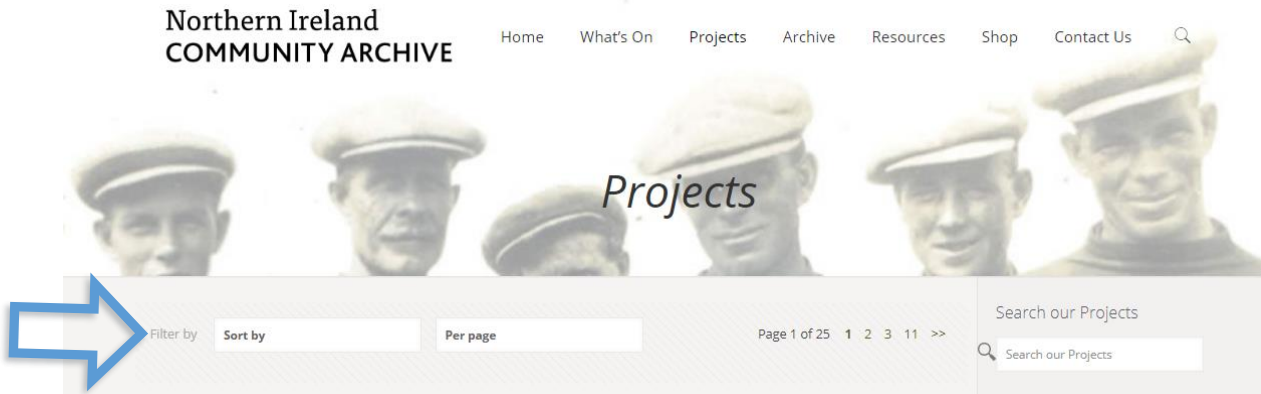 Northern Ireland
COMMUNITY ARCHIVE
Home What's On Projects Archive Resources Shop Contact Us
Projects
Filter by Sort by Per page Page 1 of 25 1 2 3 11 >>
Search our Projects
Search our Projects